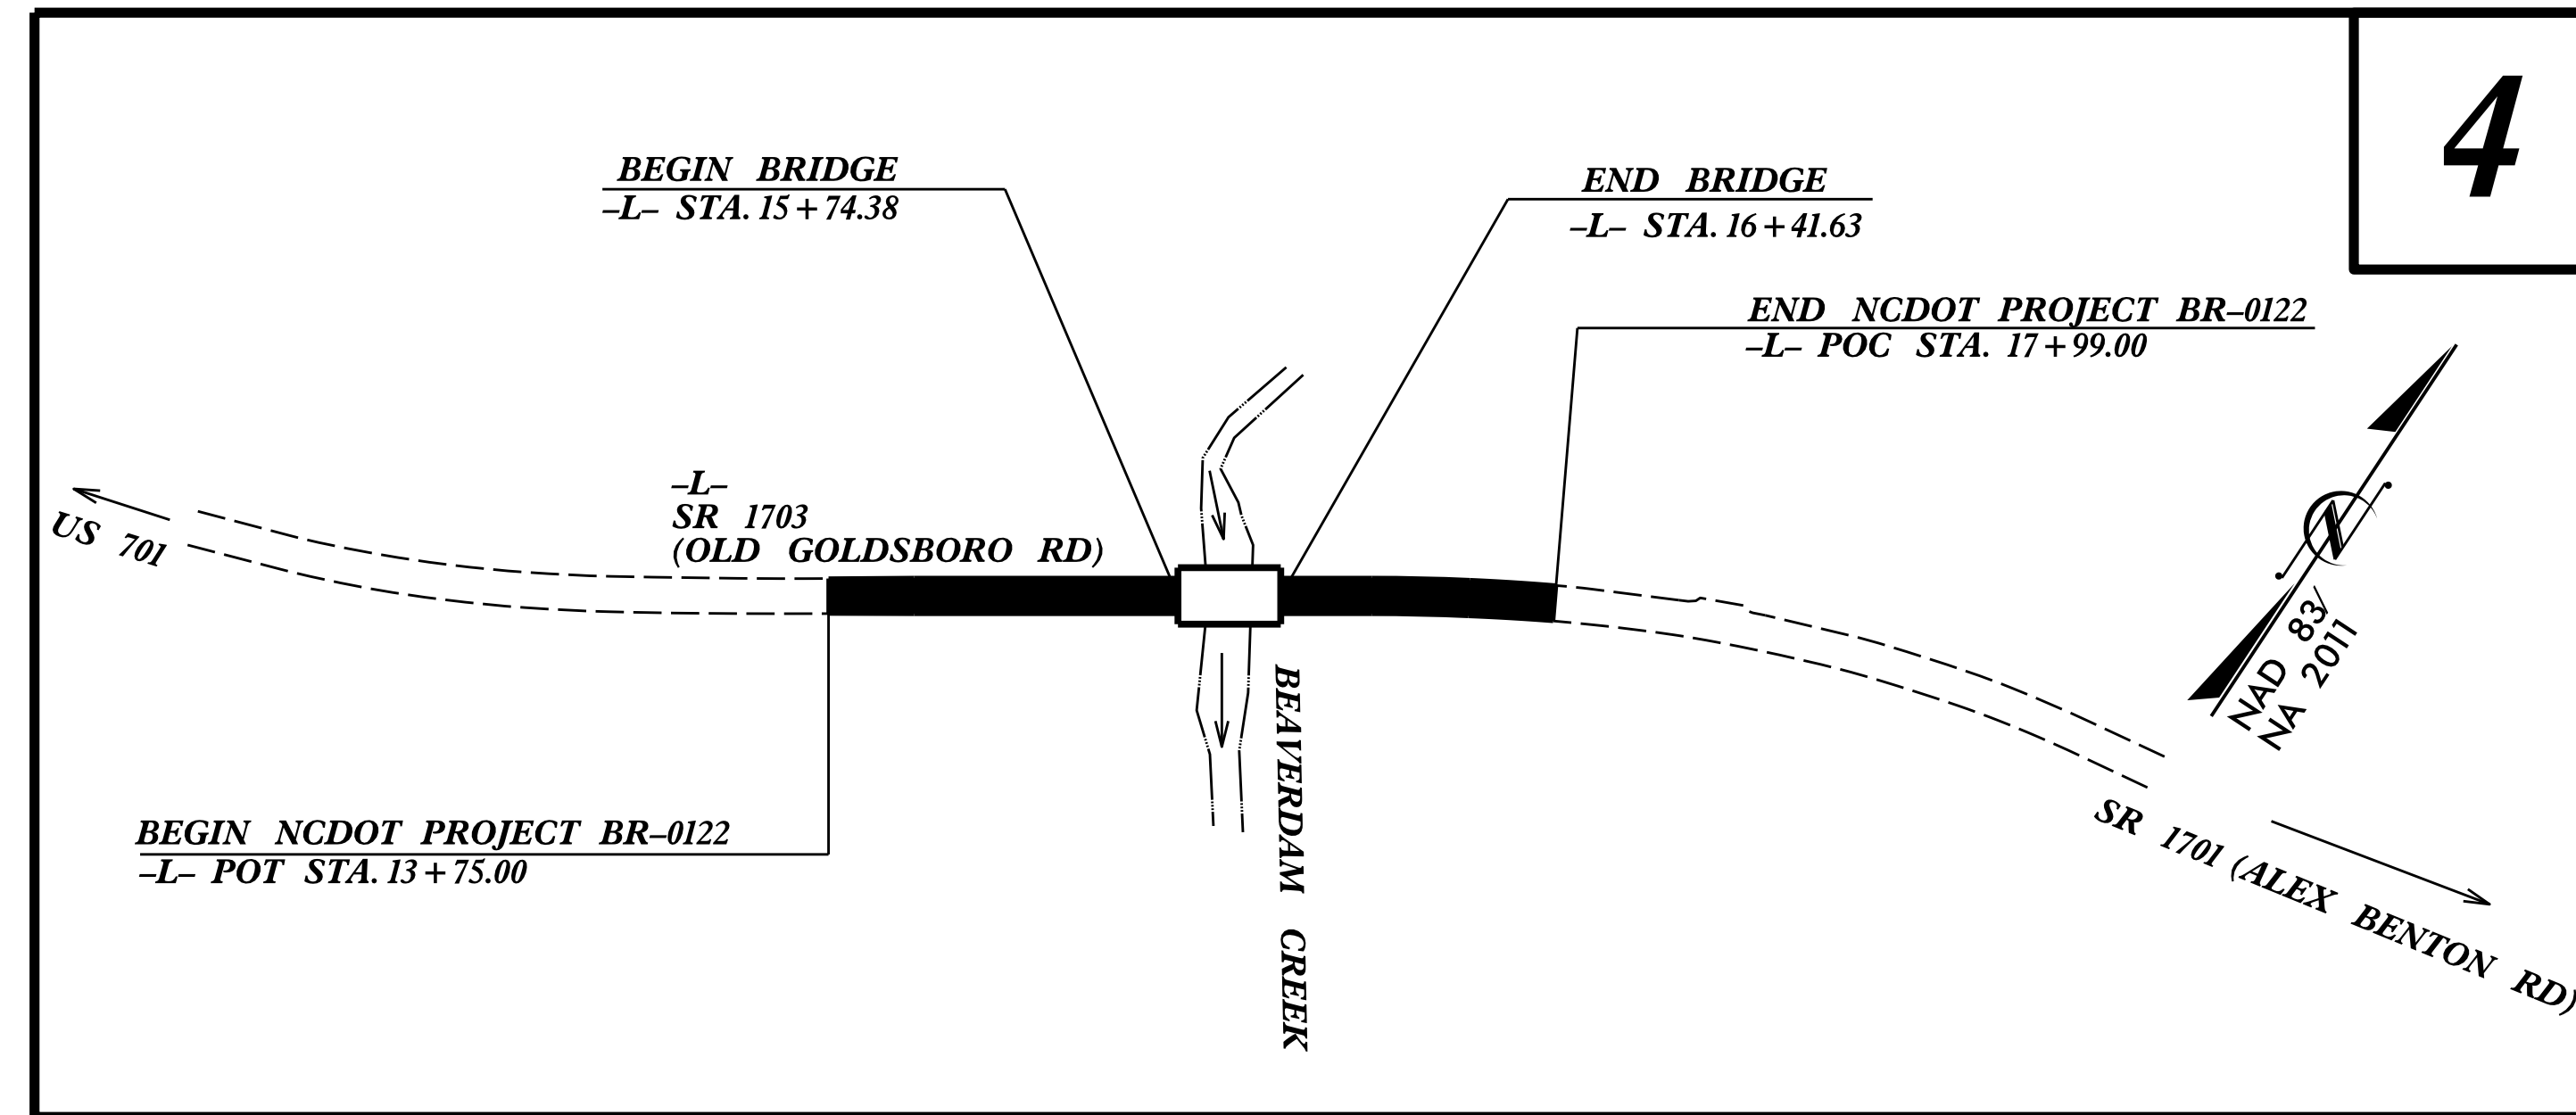 4
BEGIN BRIDGE
–L– STA. 15+74.38
END BRIDGE
–L– STA. 16+41.63
END NCDOT PROJECT BR–0122
–L– POC STA. 17+99.00
–L–
SR 1703
(OLD GOLDSBORO RD)
US 701
N
NAD 83/
NA 2011
BEAVERDAM CREEK
BEGIN NCDOT PROJECT BR–0122
–L– POT STA. 13+75.00
SR 1701 (ALEX BENTON RD)